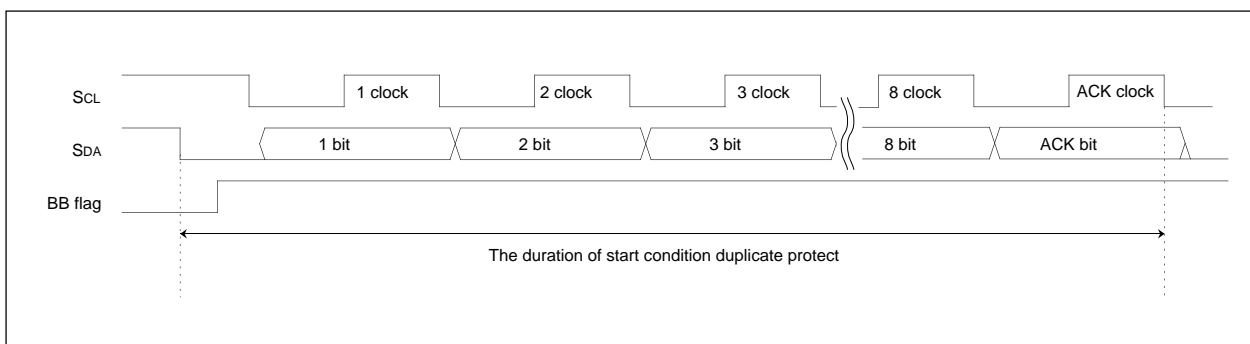 SCL 1 clock 2 clock 3 clock 8 clock ACK clock
SDA 1 bit 2 bit 3 bit 8 bit ACK bit
BB flag
The duration of start condition duplicate protect